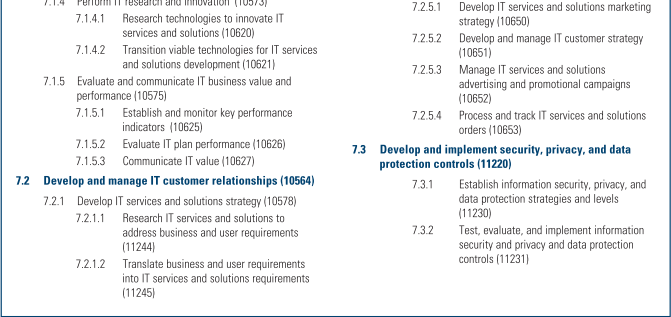 7.1.4 Perform IT research and innovation (10573)
7.1.4.1 Research technologies to innovate IT
services and solutions (10620)
7.1.4.2 Transition viable technologies for IT services
and solutions development (10621)
7.1.5 Evaluate and communicate IT business value and
performance (10575)
7.1.5.1 Establish and monitor key performance
indicators (10625)
7.1.5.2 Evaluate IT plan performance (10626)
7.1.5.3 Communicate IT value (10627)
7.2 Develop and manage IT customer relationships (10564)
7.2.1 Develop IT services and solutions strategy (10578)
7.2.1.1 Research IT services and solutions to
address business and user requirements
(11244)
7.2.1.2 Translate business and user requirements
into IT services and solutions requirements
(11245)
7.2.5.1 Develop IT services and solutions marketing
strategy (10650)
7.2.5.2 Develop and manage IT customer strategy
(10651)
7.2.5.3 Manage IT services and solutions
advertising and promotional campaigns
(10652)
7.2.5.4 Process and track IT services and solutions
orders (10653)
7.3 Develop and implement security, privacy, and data
protection controls (11220)
7.3.1 Establish information security, privacy, and
data protection strategies and levels
(11230)
7.3.2 Test, evaluate, and implement information
security and privacy and data protection
controls (11231)